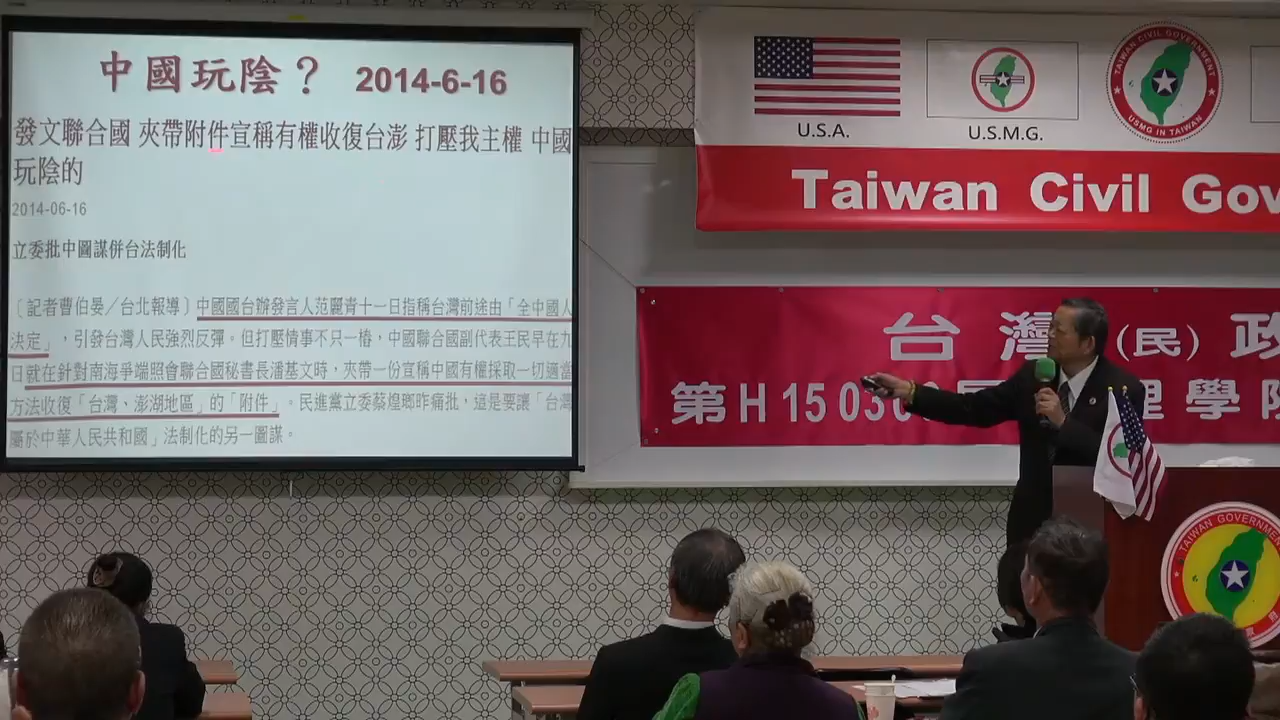 中國玩陰？ 2014-6-16
發文聯合國 夾帶附件宣稱有權收復台澎 打壓我主權 中國
玩陰的
2014-06-16
立委批中國謀併台法制化
〔記者曹伯晏／台北報導〕中國國台辦發言人范麗青十一日指稱台灣前途由「全中國人
決定」，引發台灣人民強烈反彈。但打壓情事不只一樁，中國聯合國副代表王民早在九
日就在針對南海爭端照會聯合國秘書長潘基文時，夾帶一份宣稱中國有權採取一切適當
方法收復「台灣、澎湖地區」的「附件」。民進黨立委蔡煌瑯昨痛批，這是要讓「台灣
屬於中華人民共和國」法制化的另一圖謀。
U.S.A.
U.S.M.G.
TAIWAN CIVIL GOVERNMENT
USMG IN TAIWAN
Taiwan Civil Gov
台灣(民)政
第H 15 030
理學院
TAIWAN GOVERNMENT